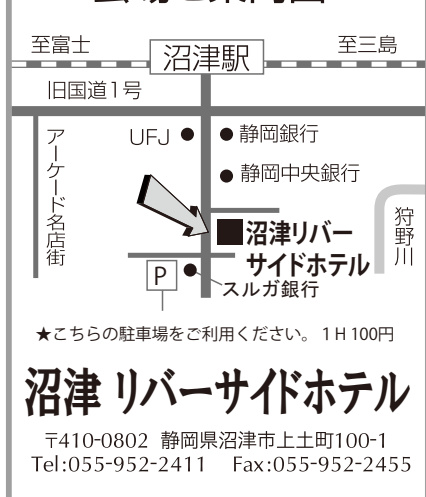 至富士
沼津駅
至三島
旧国道1号
アーケード名店街
UFJ
静岡銀行
静岡中央銀行
狩野川
沼津リバー
サイドホテル
P
スルガ銀行
★こちらの駐車場をご利用ください。 1H 100円
沼津 リバーサイドホテル
〒410-0802 静岡県沼津市上土町100-1
Tel:055-952-2411 Fax:055-952-2455